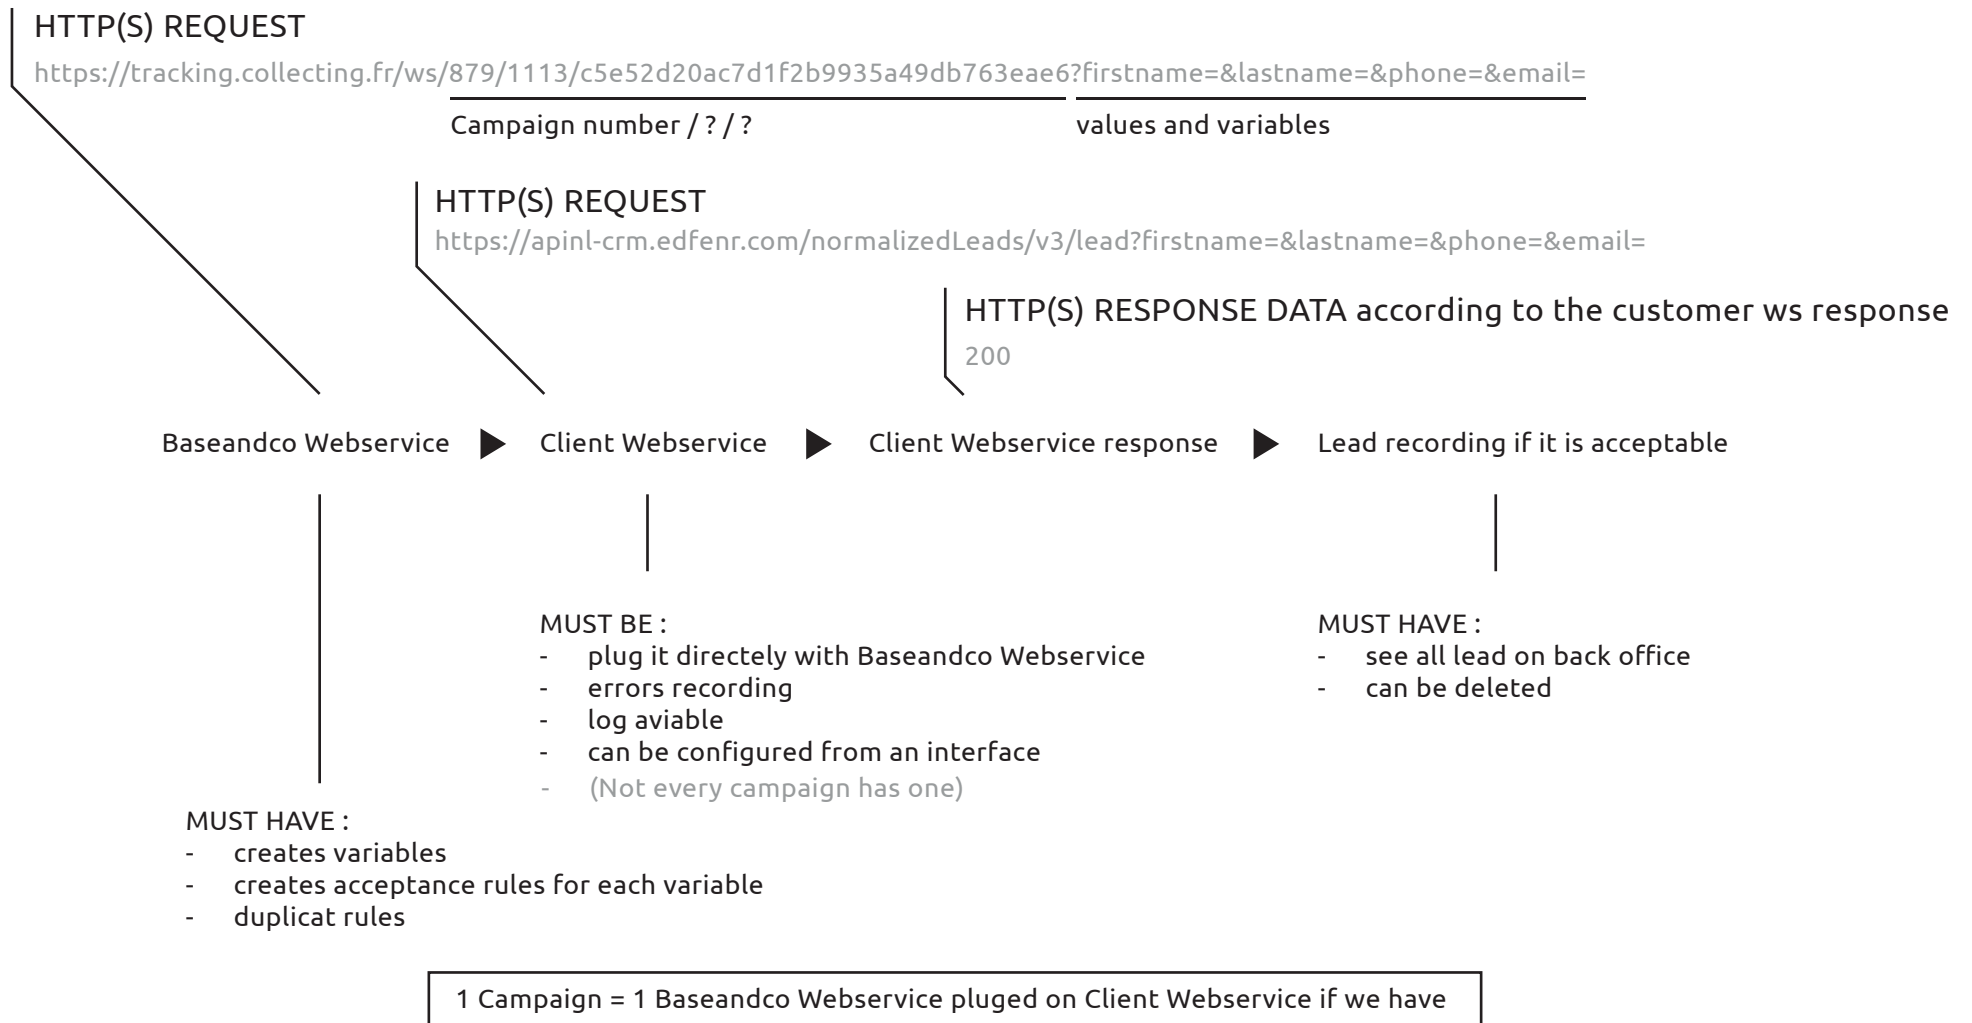 HTTP(S) REQUEST
https://tracking.collecting.fr/ws/879/1113/c5e52d20ac7d1f2b9935a49db763eae6?firstname=&lastname=&phone=&email=
Campaign number / ? / ?
values and variables
HTTP(S) REQUEST
https://apinl-crm.edfenr.com/normalizedLeads/v3/lead?firstname=&lastname=&phone=&email=
HTTP(S) RESPONSE DATA according to the customer ws response
200
Baseandco Webservice
Client Webservice
Client Webservice response
Lead recording if it is acceptable
MUST BE :
- plug it directely with Baseandco Webservice
- errors recording
- log aviable
- can be configured from an interface
- (Not every campaign has one)
MUST HAVE :
- see all lead on back office
- can be deleted
MUST HAVE :
- creates variables
- creates acceptance rules for each variable
- duplicat rules
1 Campaign = 1 Baseandco Webservice pluged on Client Webservice if we have